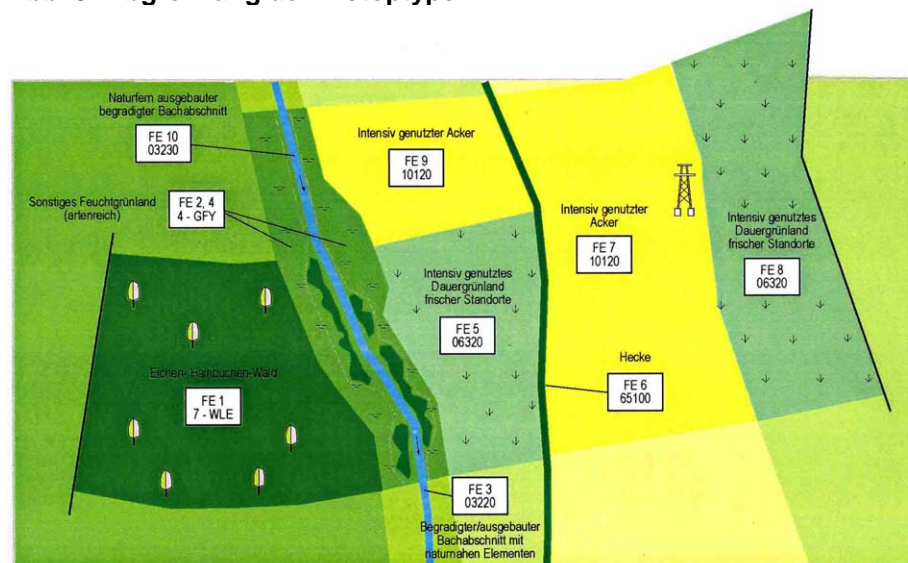 Naturfern ausgebauter
begradigter Bachabschnitt
FE 10
03230
Sonstiges Feuchtgrünland
(artenreich)
FE 2, 4
4 - GFY
Intensiv genutzter Acker
FE 9
10120
Intensiv genutzter
Acker
FE 7
10120
Intensiv genutztes
Dauergrünland
frischer Standorte
FE 8
06320
Intensiv genutztes
Dauergrünland
frischer Standorte
FE 5
06320
Hecke
FE 6
65100
Eichen- Hainbuchen-Wald
FE 1
7 - WLE
FE 3
03220
Begradigter/ausgebauter
Bachabschnitt mit
naturnahen Elementen